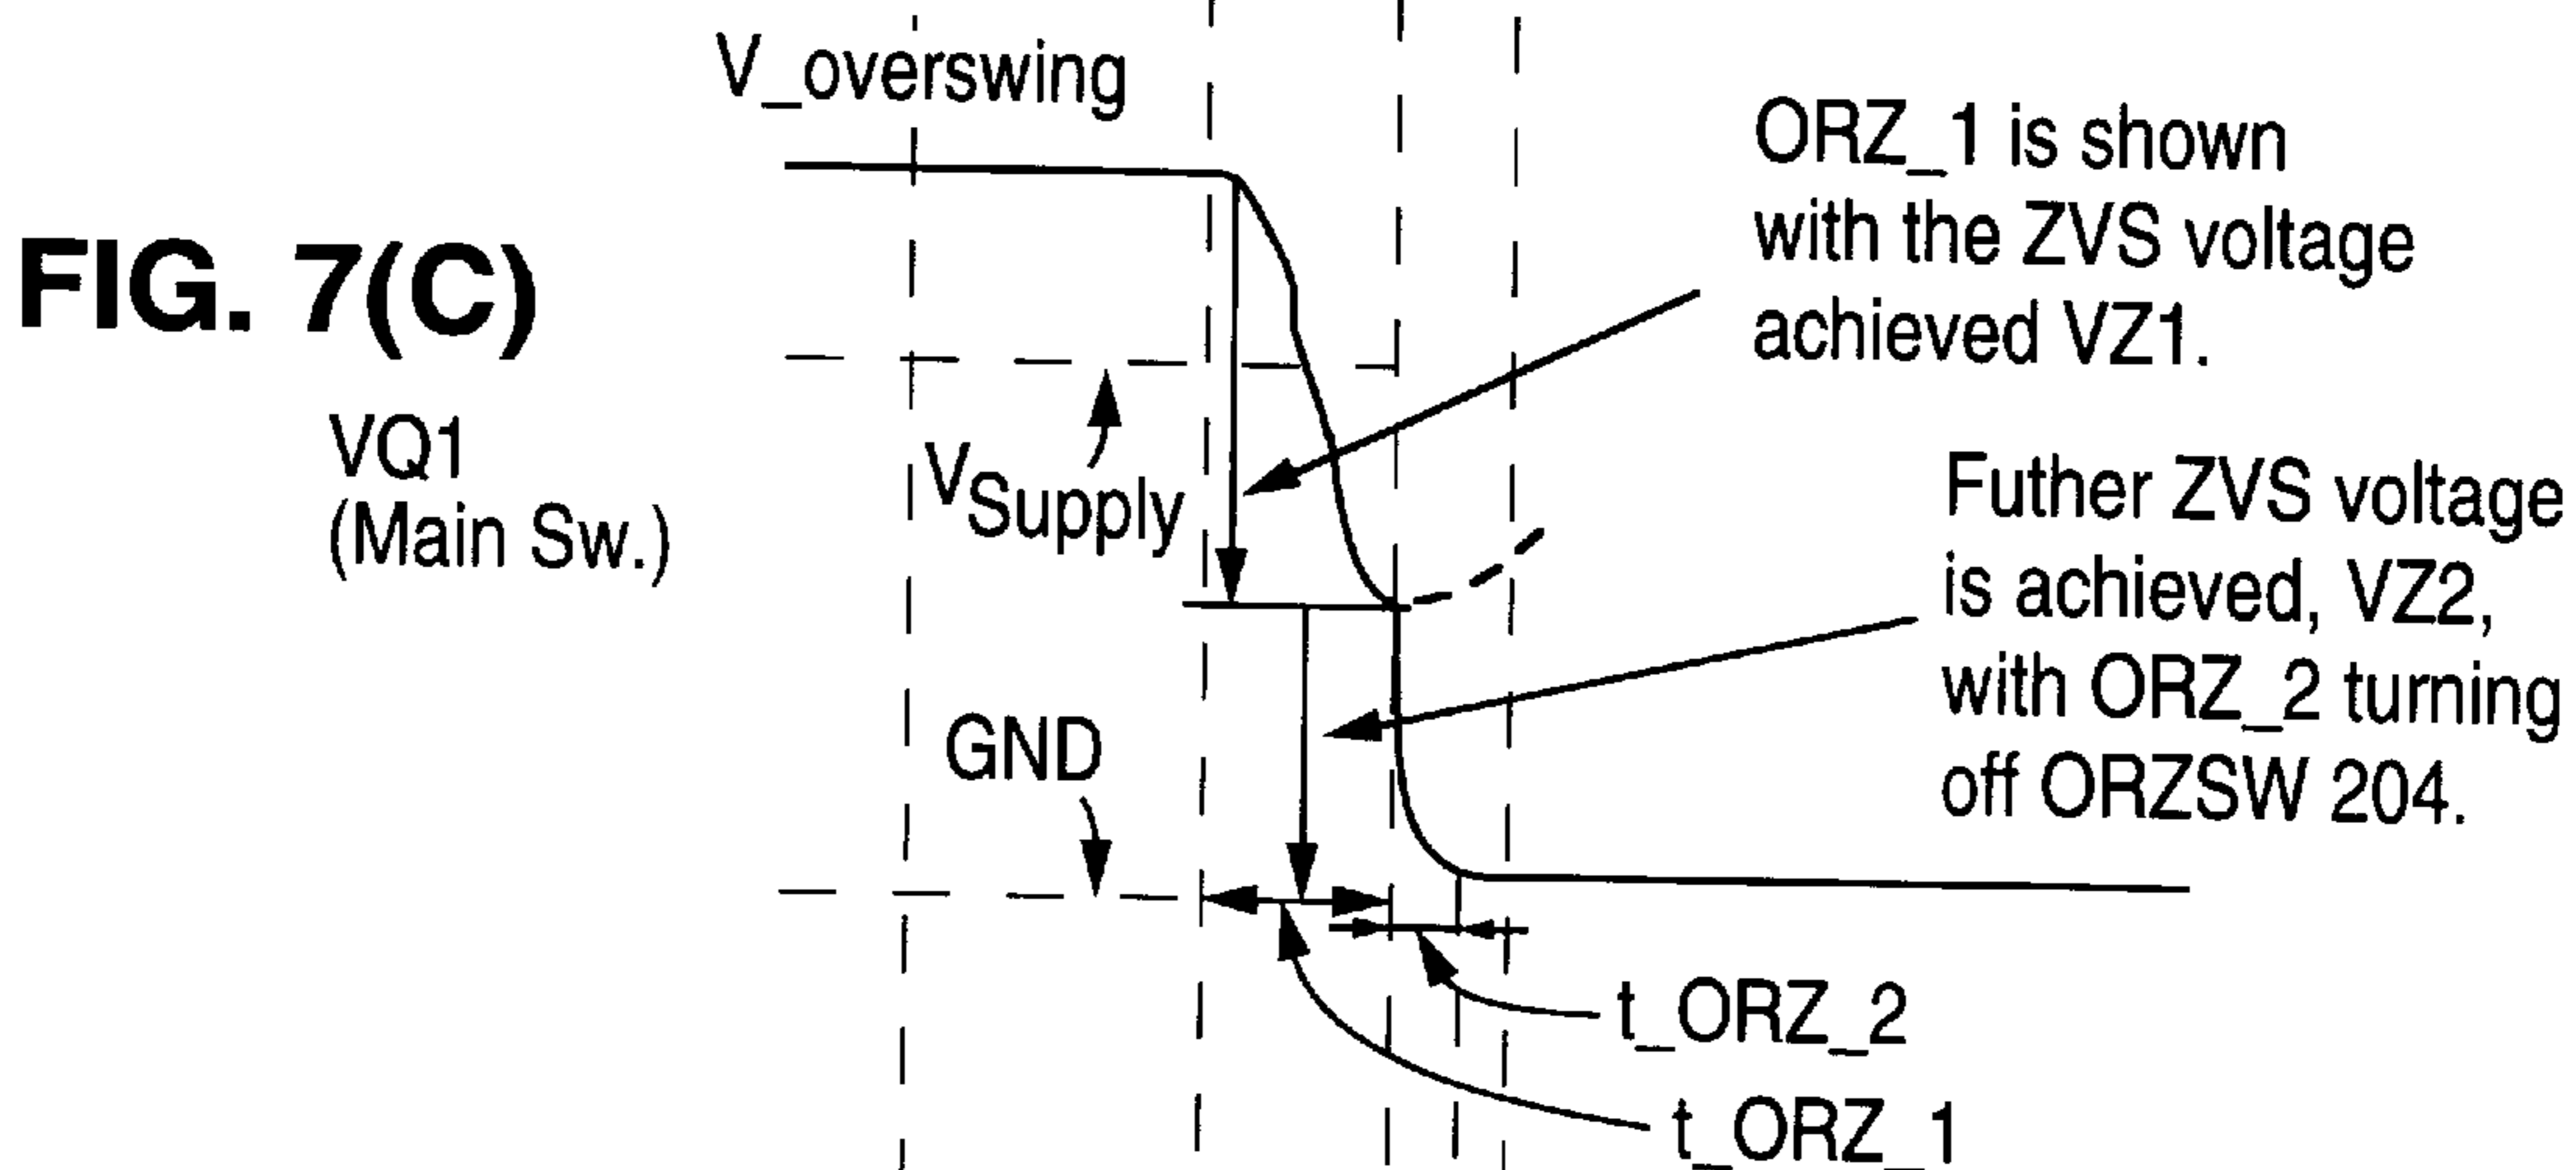 V_overswing
FIG. 7(C)
VQ1
(Main Sw.)
VSupply
GND
ORZ_1 is shown
with the ZVS voltage
achieved VZ1.
Futher ZVS voltage
is achieved, VZ2,
with ORZ_2 turning
off ORZSW 204.
t_ORZ_2
t_ORZ_1